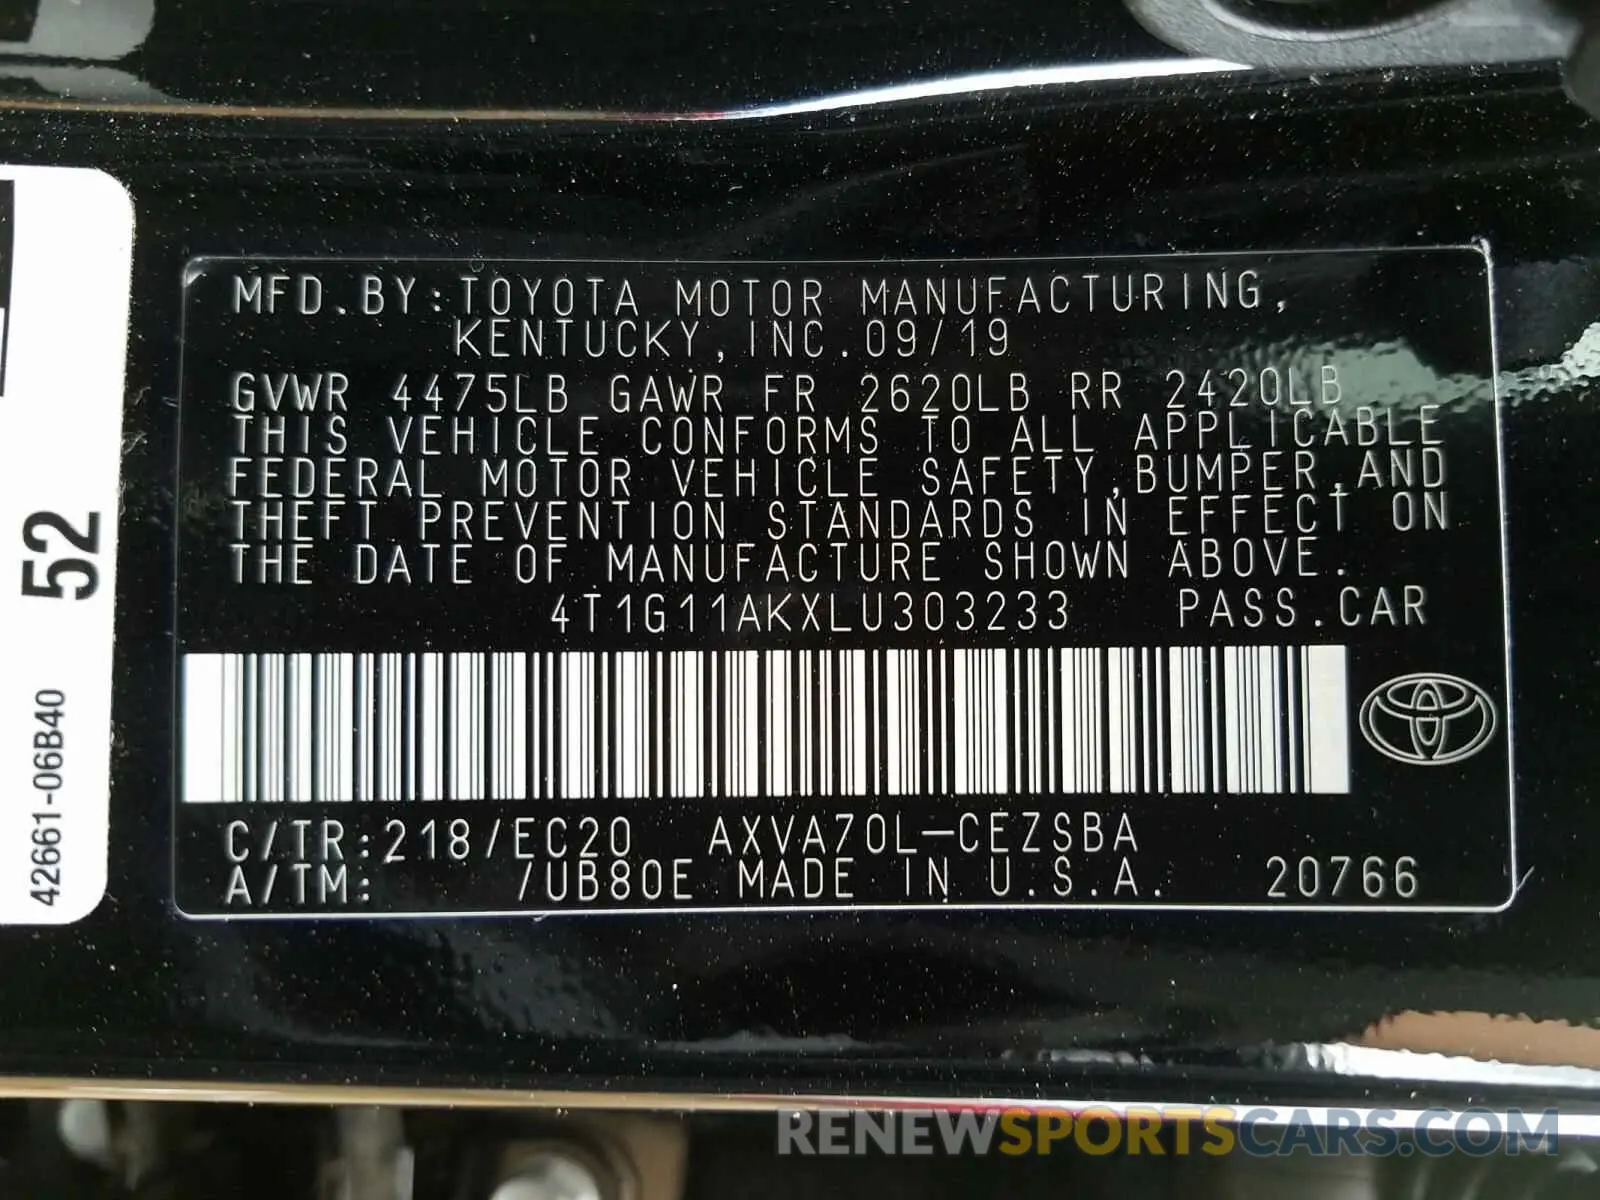 MFD.BY:TOYOTA MOTOR MANUFACTURING,
KENTUCKY,INC.09/19
GVWR 4475LB GAWR FR 2620LB RR 2420LB
THIS VEHICLE CONFORMS TO ALL APPLICABLE
FEDERAL MOTOR VEHICLE SAFETY,BUMPER,AND
THEFT PREVENTION STANDARDS IN EFFECT ON
THE DATE OF MANUFACTURE SHOWN ABOVE.
4T1G11AKXLU303233 PASS.CAR
C/TR:218/EC20 AXVA70L-CEZSBA
A/TM: /UB80E MADE IN U.S.A. 20766
52
42661-06B40
RENEWSPORTSCARS.COM